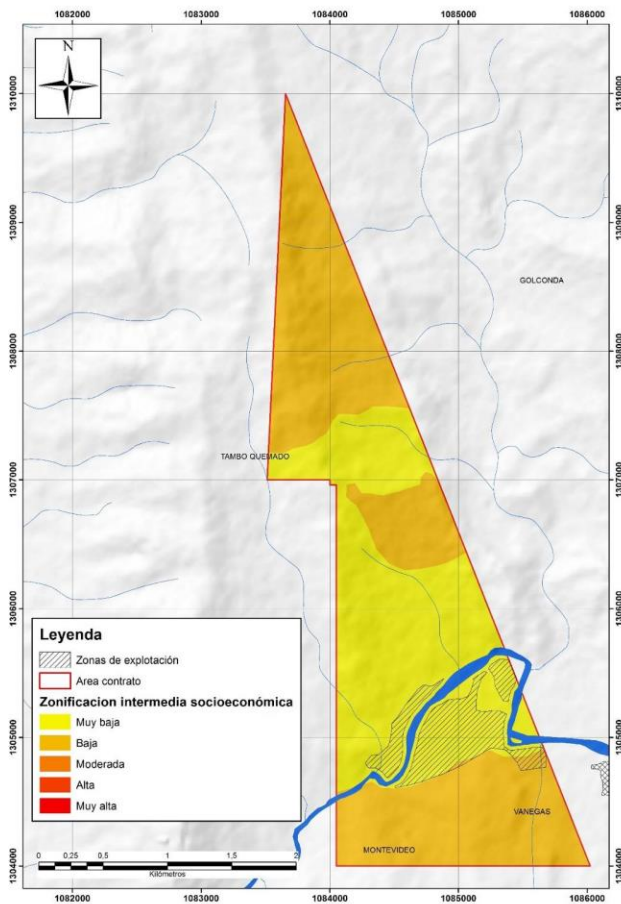 1082000 1083000 1084000 1085000 1086000
N
1310000 1310000
1309000 1309000
GOLCONDA
1308000 1308000
TAMBO QUEMADO
1307000 1307000
1306000 1306000
Leyenda
Zonas de explotación
Area contrato
Zonificacion intermedia socioeconómica
Muy baja
Baja
Moderada
Alta
Muy alta
1305000 1305000
VANEGAS
MONTEVIDEO
0 0,25 0,5 1 1,5 2
Kilómetros
1304000 1304000
1082000 1083000 1084000 1085000 1086000